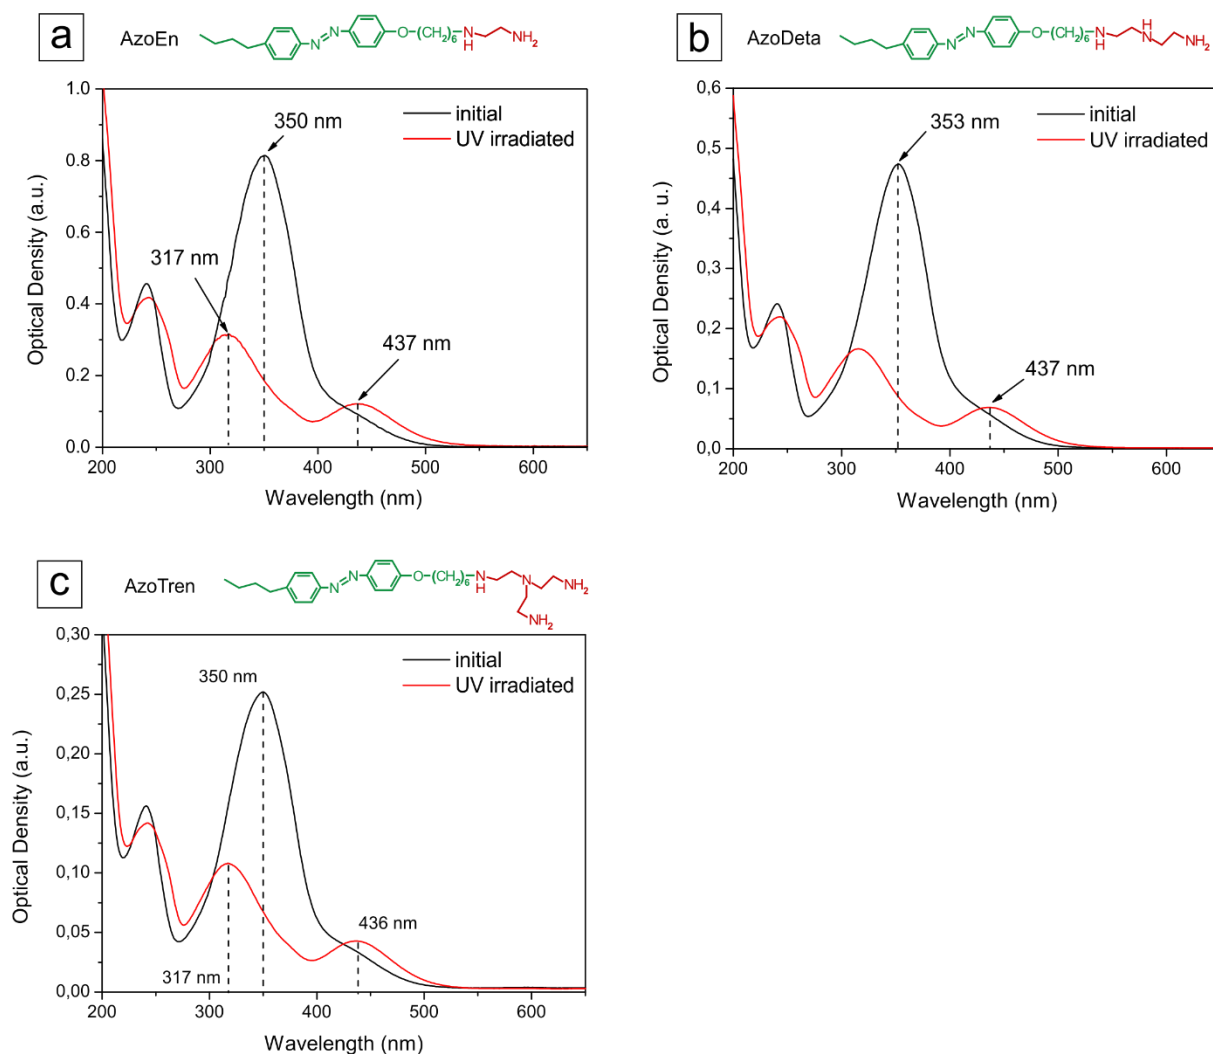 a
AzoEn
N=N
O
(CH2)6
N
H
NH2
initial
UV irradiated
350 nm
317 nm
437 nm
1.0
0.8
0.6
0.4
0.2
0.0
200
300
400
500
600
Optical Density (a.u.)
Wavelength (nm)
b
AzoDeta
N=N
O
(CH2)6
N
H
H
N
NH2
initial
UV irradiated
353 nm
437 nm
0,6
0,5
0,4
0,3
0,2
0,1
0,0
200
300
400
500
600
Optical Density (a. u.)
Wavelength (nm)
c
AzoTren
N=N
O
(CH2)6
N
H
N
NH2
NH2
initial
UV irradiated
350 nm
436 nm
317 nm
0,30
0,25
0,20
0,15
0,10
0,05
0,00
200
300
400
500
600
Optical Density (a.u.)
Wavelength (nm)